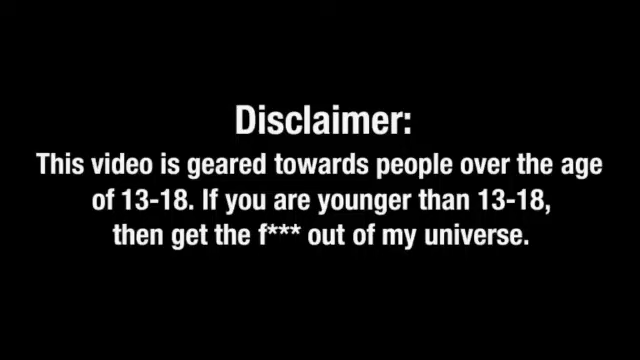 Disclaimer:
This video is geared towards people over the age
of 13-18. If you are younger than 13-18,
then get the f*** out of my universe.